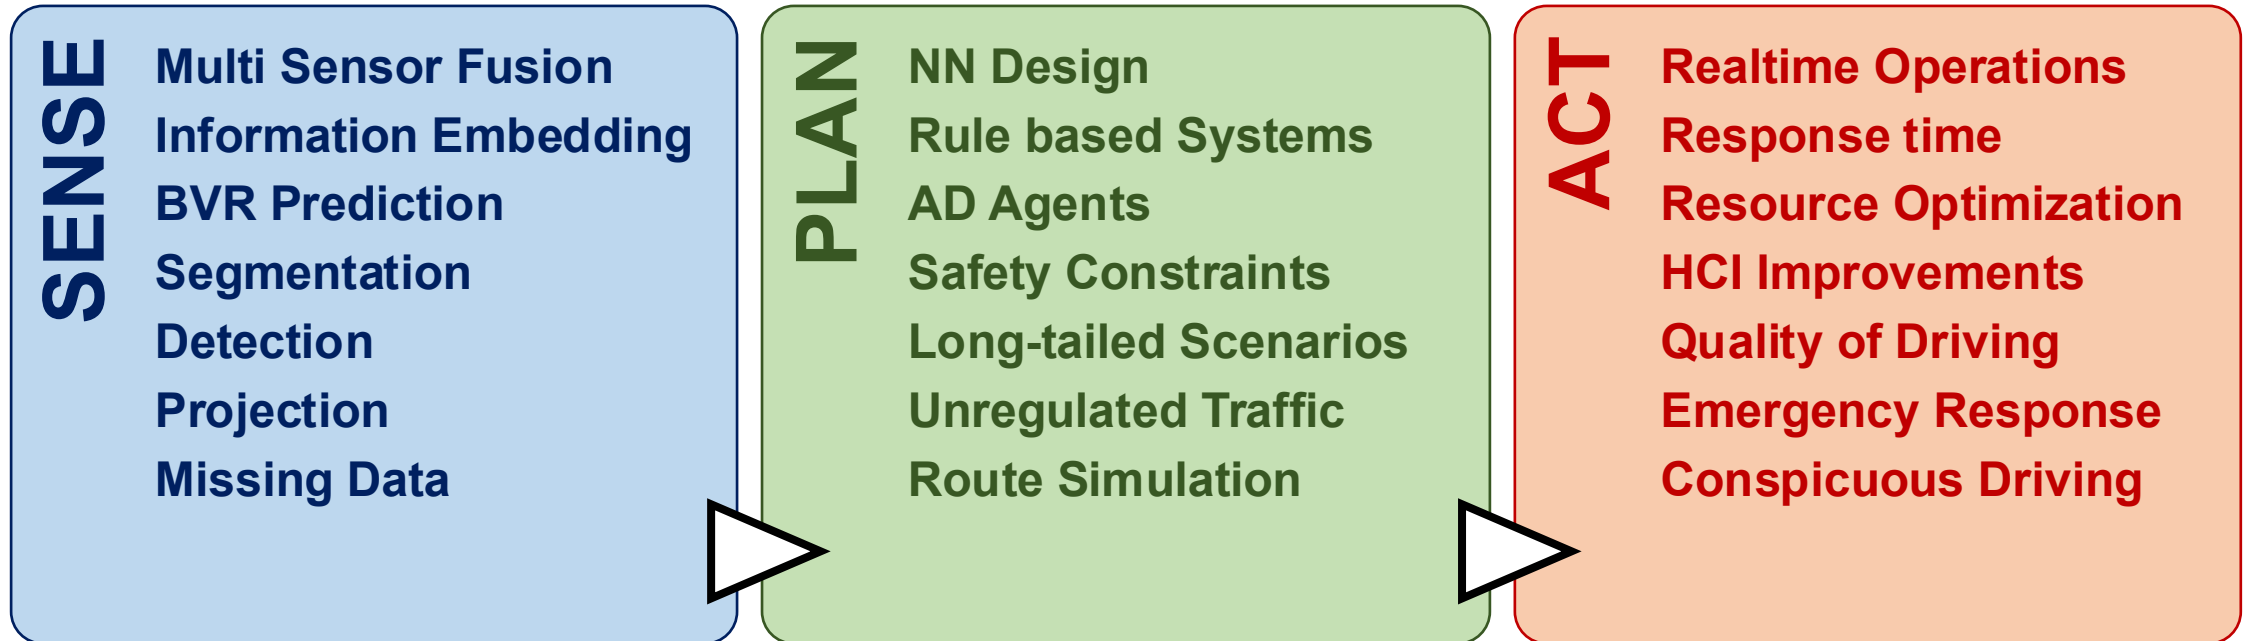 SENSE
Multi Sensor Fusion
Information Embedding
BVR Prediction
Segmentation
Detection
Projection
Missing Data
PLAN
NN Design
Rule based Systems
AD Agents
Safety Constraints
Long-tailed Scenarios
Unregulated Traffic
Route Simulation
ACT
Realtime Operations
Response time
Resource Optimization
HCI Improvements
Quality of Driving
Emergency Response
Conspicuous Driving